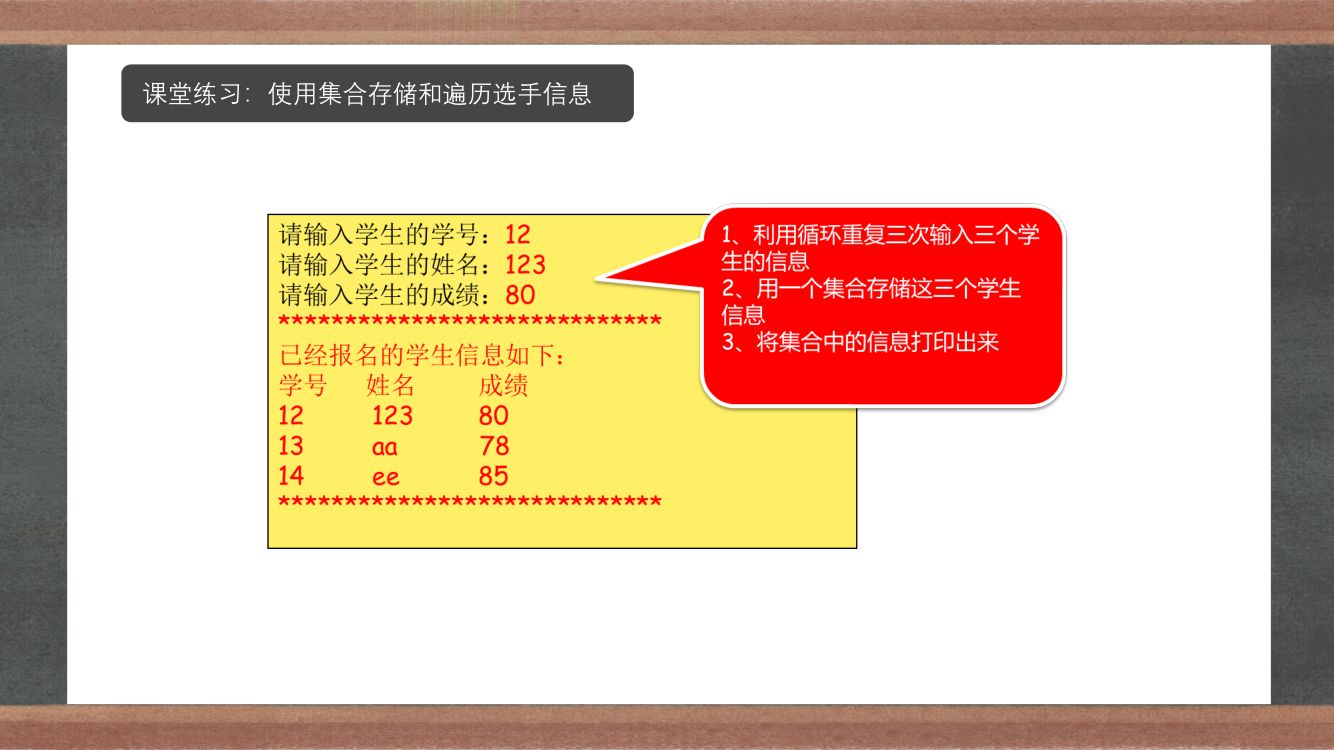 课堂练习：使用集合存储和遍历选手信息
请输入学生的学号：12
请输入学生的姓名：123
请输入学生的成绩：80
*****************************
已经报名的学生信息如下：
学号 姓名 成绩
12 123 80
13 aa 78
14 ee 85
*****************************
1、利用循环重复三次输入三个学
生的信息
2、用一个集合存储这三个学生
信息
3、将集合中的信息打印出来